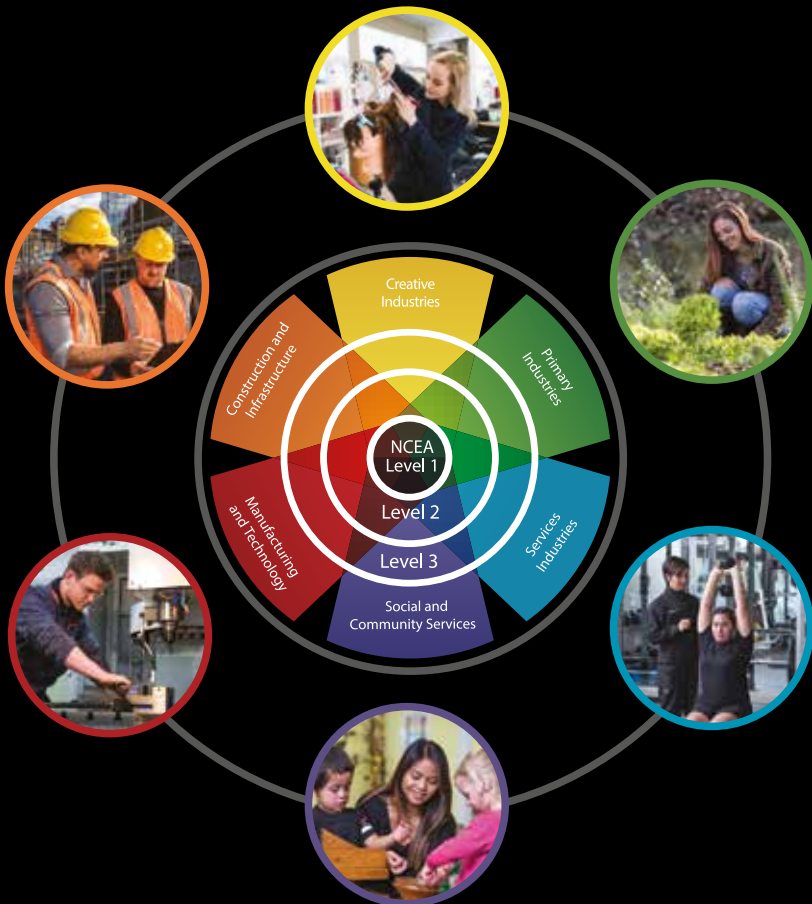 Creative
Industries
Primary
Industries
Services
Industries
Social and
Community Services
Manufacturing
and Technology
Construction and
Infrastructure
NCEA
Level 1
Level 2
Level 3